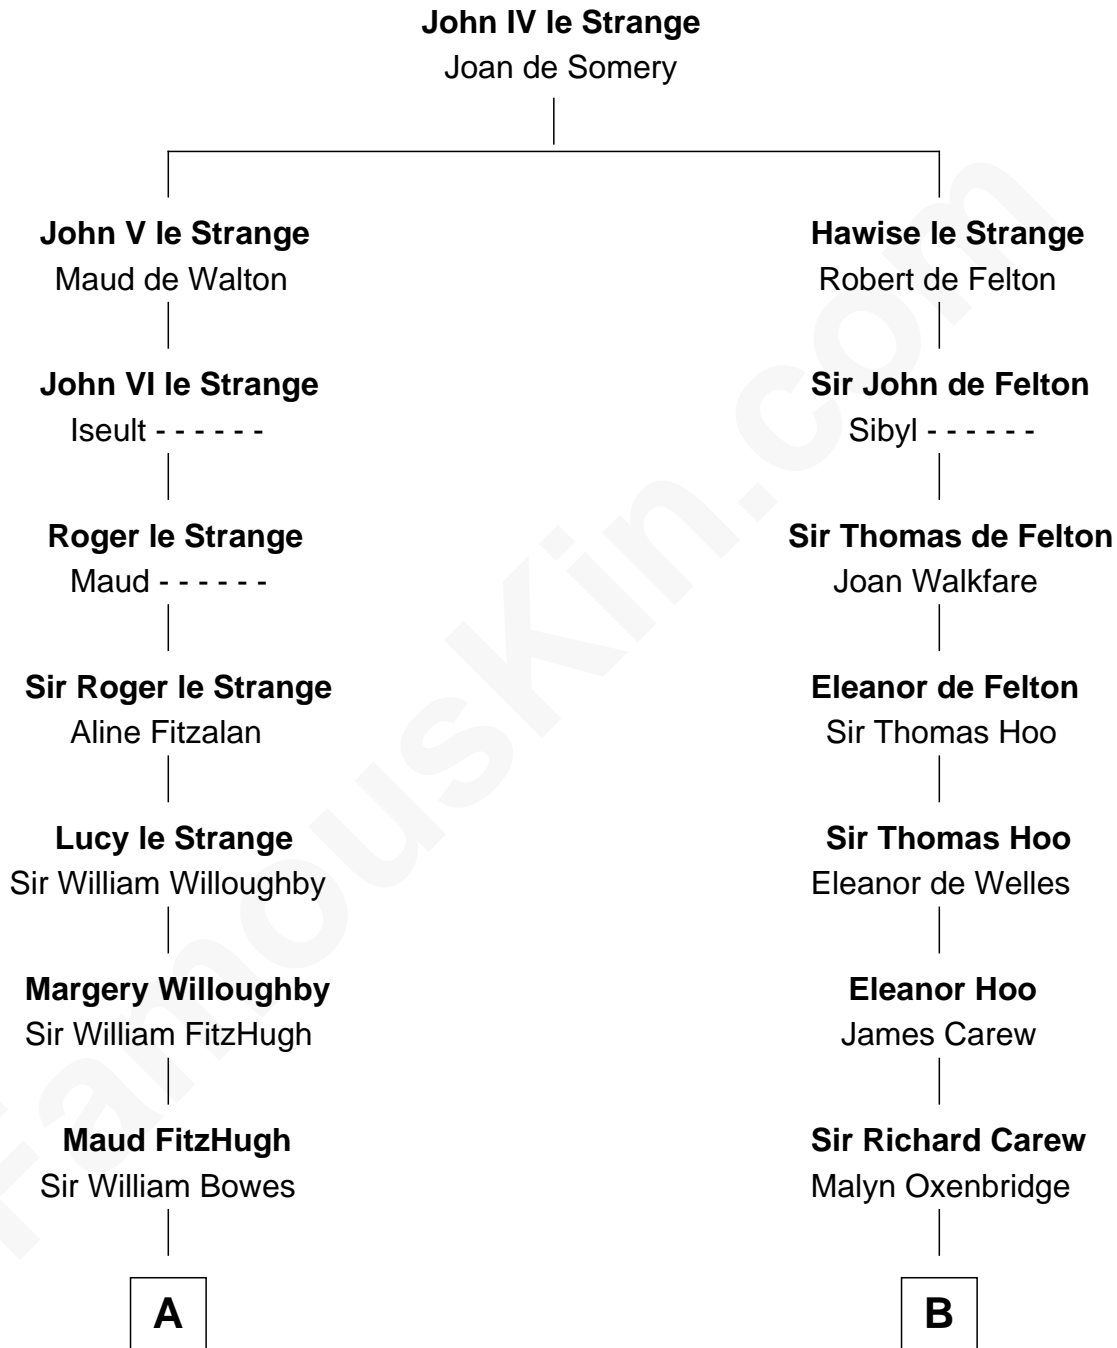 John IV le Strange
Joan de Somery
John V le Strange
Maud de Walton
John VI le Strange
Iseult - - - - - -
Roger le Strange
Maud - - - - - -
Sir Roger le Strange
Aline Fitzalan
Lucy le Strange
Sir William Willoughby
Margery Willoughby
Sir William FitzHugh
Maud FitzHugh
Sir William Bowes
A
Hawise le Strange
Robert de Felton
Sir John de Felton
Sibyl - - - - - -
Sir Thomas de Felton
Joan Walkfare
Eleanor de Felton
Sir Thomas Hoo
Sir Thomas Hoo
Eleanor de Welles
Eleanor Hoo
James Carew
Sir Richard Carew
Malyn Oxenbridge
B
FamousKin.com